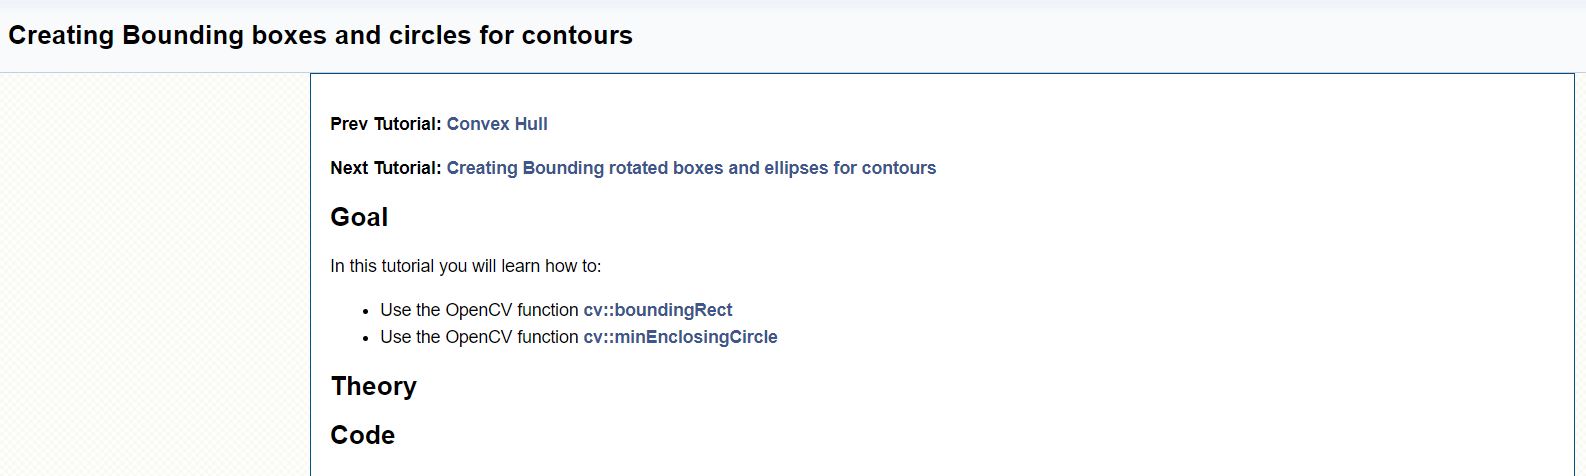 Creating Bounding boxes and circles for contours
Prev Tutorial: Convex Hull
Next Tutorial: Creating Bounding rotated boxes and ellipses for contours
Goal
In this tutorial you will learn how to:
• Use the OpenCV function cv::boundingRect
• Use the OpenCV function cv::minEnclosingCircle
Theory
Code